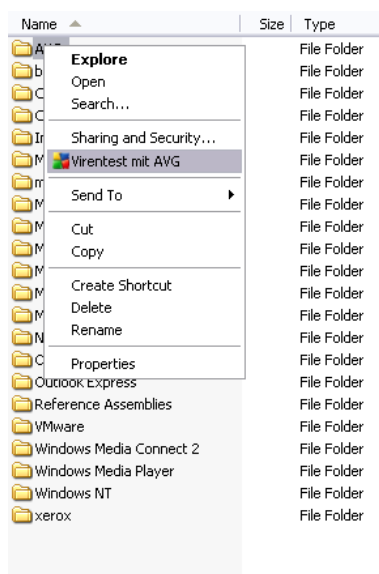 Name Size Type
File Folder
Explore
File Folder
Open
File Folder
Search...
File Folder
Sharing and Security...
File Folder
Virentest mit AVG
File Folder
File Folder
Send To
File Folder
Cut
File Folder
Copy
File Folder
File Folder
Create Shortcut
File Folder
Delete
File Folder
Rename
File Folder
Properties
File Folder
Outlook Express File Folder
Reference Assemblies File Folder
VMware File Folder
Windows Media Connect 2 File Folder
Windows Media Player File Folder
Windows NT File Folder
xerox File Folder